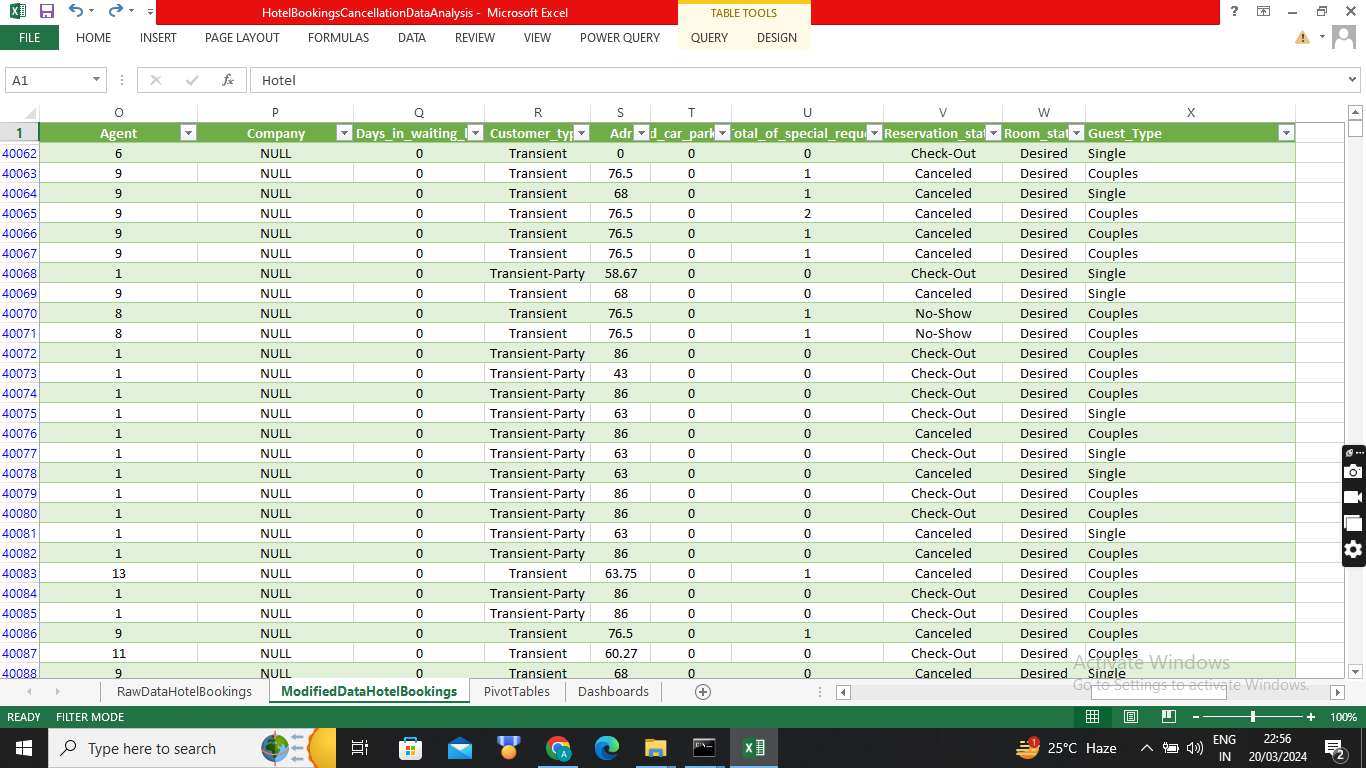 HotelBookingsCancellationDataAnalysis - Microsoft Excel TABLE TOOLS ?
FILE HOME INSERT PAGE LAYOUT FORMULAS DATA REVIEW VIEW POWER QUERY QUERY DESIGN
A1 fx Hotel
O P Q R S T U V W X
1 Agent Company Days_in_waiting_l Customer_typ Adr d_car_park Total_of_special_reque Reservation_stat Room_stat Guest_Type
40062 6 NULL 0 Transient 0 0 0 Check-Out Desired Single
40063 9 NULL 0 Transient 76.5 0 1 Canceled Desired Couples
40064 9 NULL 0 Transient 68 0 1 Canceled Desired Single
40065 9 NULL 0 Transient 76.5 0 2 Canceled Desired Couples
40066 9 NULL 0 Transient 76.5 0 1 Canceled Desired Couples
40067 9 NULL 0 Transient 76.5 0 1 Canceled Desired Couples
40068 1 NULL 0 Transient-Party 58.67 0 0 Check-Out Desired Single
40069 9 NULL 0 Transient 68 0 0 Canceled Desired Single
40070 8 NULL 0 Transient 76.5 0 1 No-Show Desired Couples
40071 8 NULL 0 Transient 76.5 0 1 No-Show Desired Couples
40072 1 NULL 0 Transient-Party 86 0 0 Check-Out Desired Couples
40073 1 NULL 0 Transient-Party 43 0 0 Check-Out Desired Couples
40074 1 NULL 0 Transient-Party 86 0 0 Check-Out Desired Couples
40075 1 NULL 0 Transient-Party 63 0 0 Check-Out Desired Single
40076 1 NULL 0 Transient-Party 86 0 0 Canceled Desired Couples
40077 1 NULL 0 Transient-Party 63 0 0 Check-Out Desired Single
40078 1 NULL 0 Transient-Party 63 0 0 Canceled Desired Single
40079 1 NULL 0 Transient-Party 86 0 0 Check-Out Desired Couples
40080 1 NULL 0 Transient-Party 86 0 0 Check-Out Desired Couples
40081 1 NULL 0 Transient-Party 63 0 0 Canceled Desired Single
40082 1 NULL 0 Transient-Party 86 0 0 Canceled Desired Couples
40083 13 NULL 0 Transient 63.75 0 1 Canceled Desired Couples
40084 1 NULL 0 Transient-Party 86 0 0 Check-Out Desired Couples
40085 1 NULL 0 Transient-Party 86 0 0 Check-Out Desired Couples
40086 9 NULL 0 Transient 76.5 0 1 Canceled Desired Couples
40087 11 NULL 0 Transient 60.27 0 0 Check-Out Desired Couples
40088 9 NULL 0 Transient 68 0 0 Canceled Desired Single
Activate Windows
Go to Settings to activate Windows.
RawDataHotelBookings ModifiedDataHotelBookings PivotTables Dashboards
READY FILTER MODE 100%
Type here to search 1 25°C Haze ENG IN 22:56 20/03/2024 2